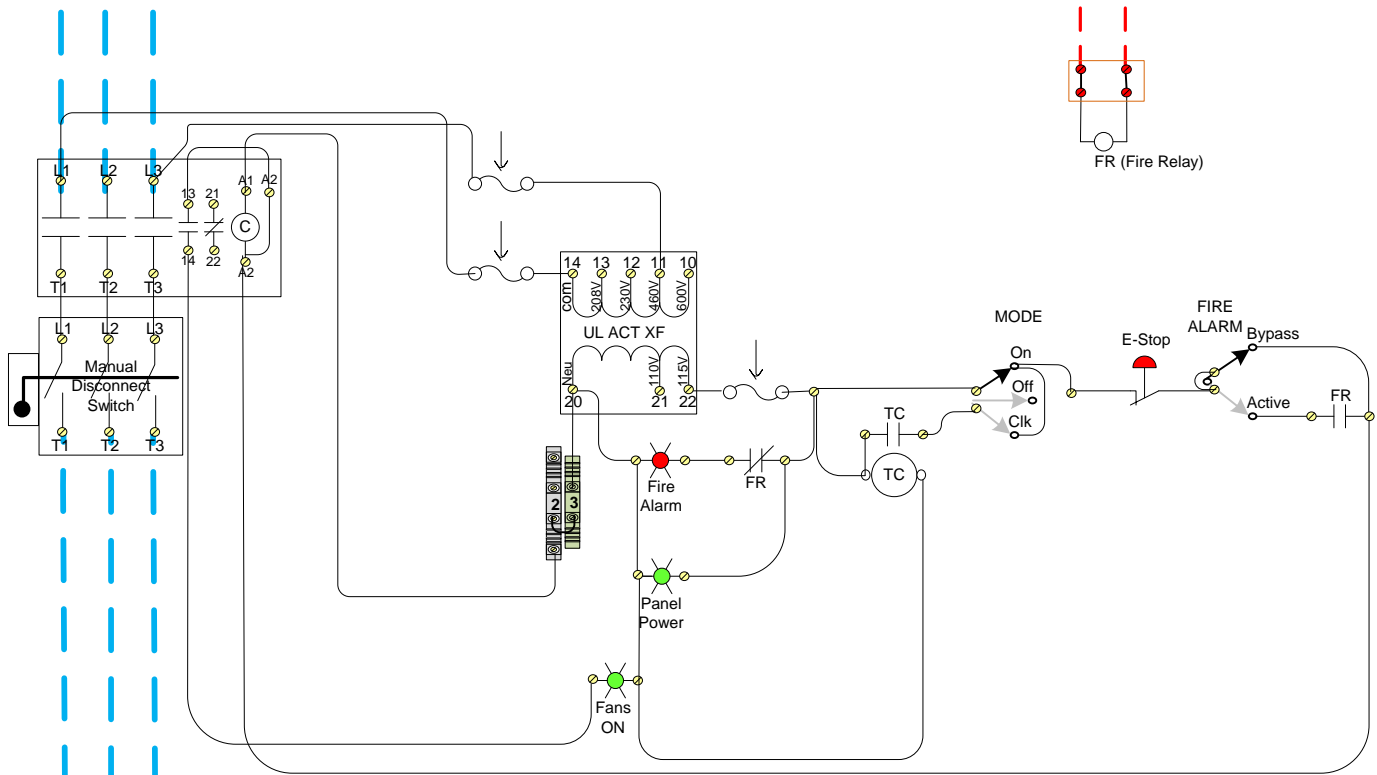 FR (Fire Relay)
L1 L2 L3
13 21 A1 A2
C
14 22 A2
T1 T2 T3
L1 L2 L3
Manual
Disconnect
Switch
T1 T2 T3
14 13 12 11 10
com 208V 230V 460V 600V
UL ACT XF
Neu 110V 115V
20 21 22
2 3
Fire
Alarm
FR
Panel
Power
Fans
ON
TC
TC
MODE
On
Off
Clk
E-Stop
FIRE
ALARM
Bypass
Active
FR